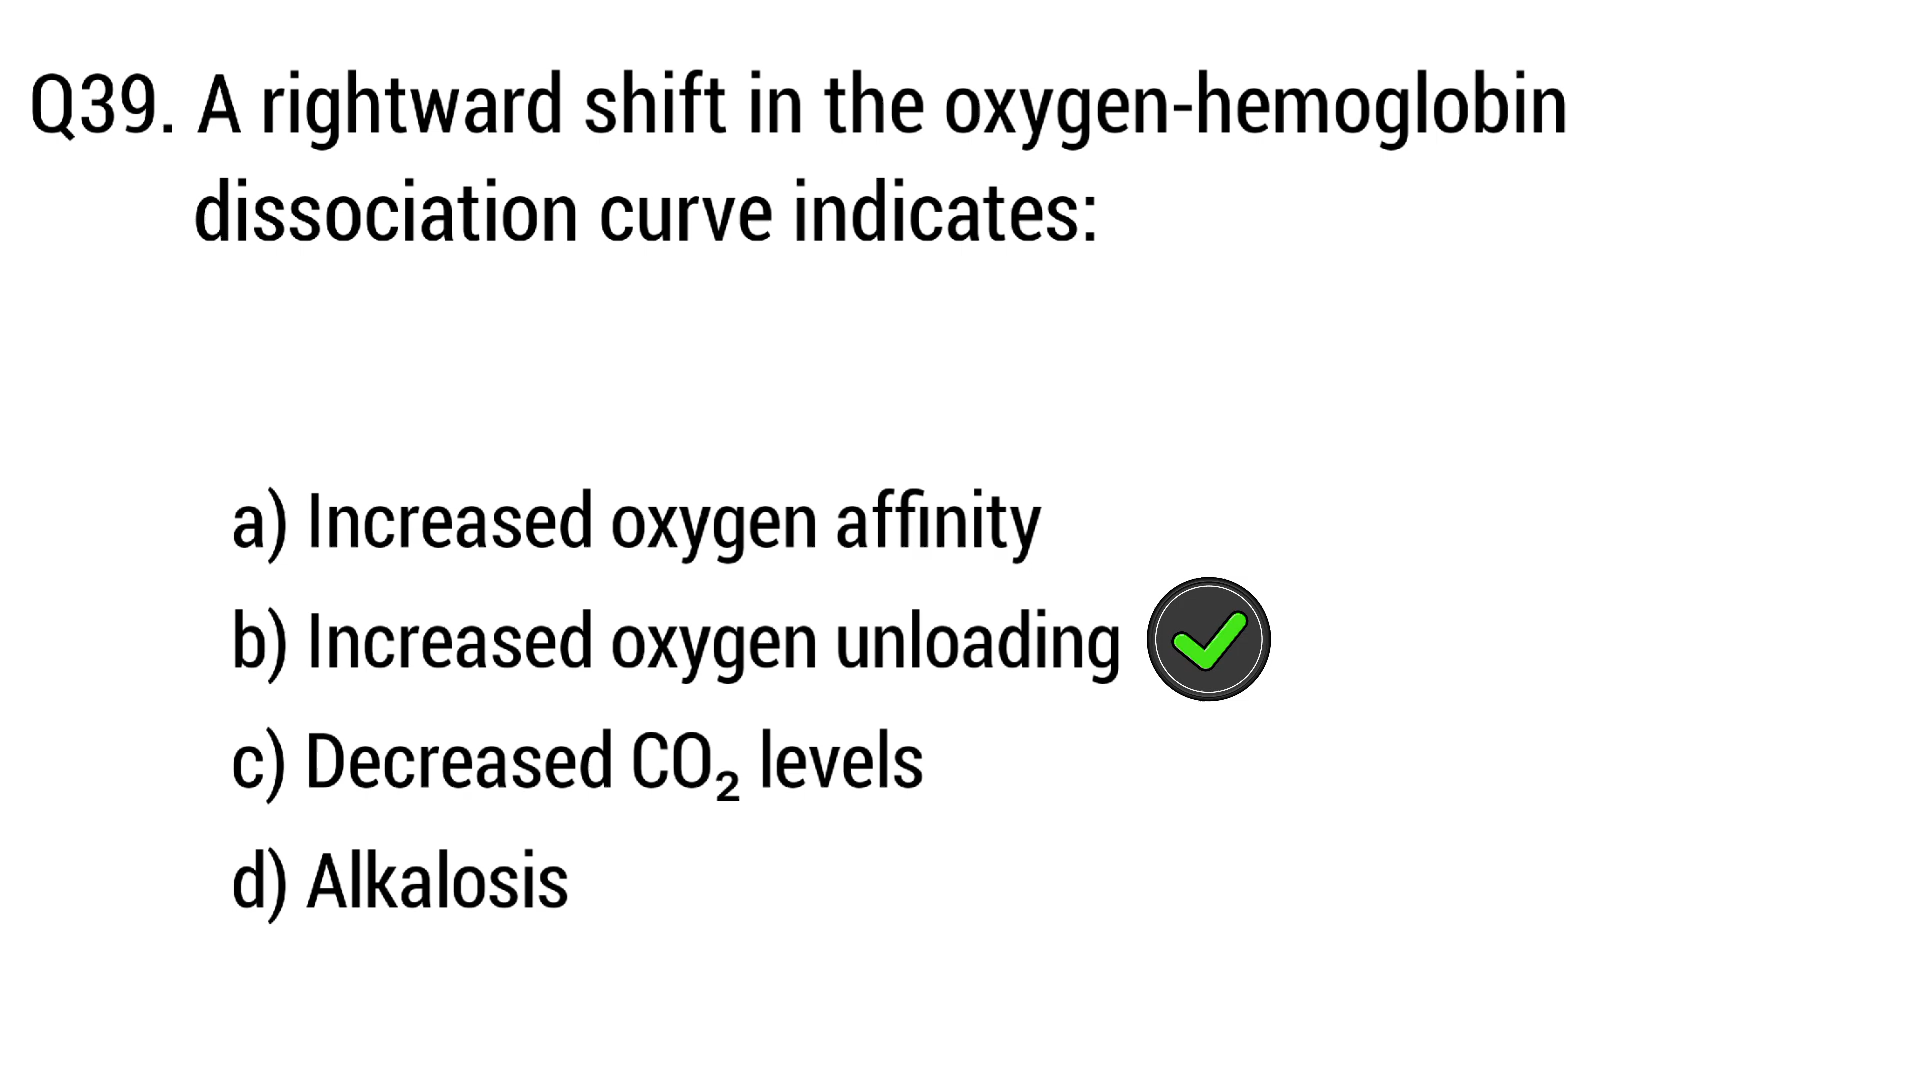 Q39. A rightward shift in the oxygen-hemoglobin
dissociation curve indicates:
a) Increased oxygen affinity
b) Increased oxygen unloading
c) Decreased CO₂ levels
d) Alkalosis